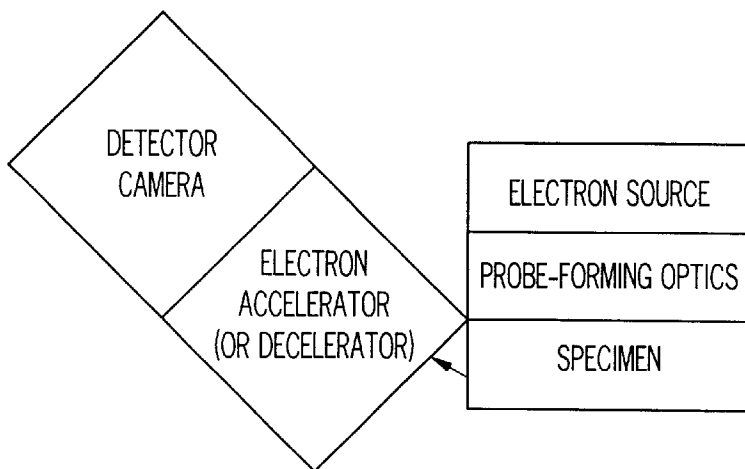 DETECTOR
CAMERA
ELECTRON
ACCELERATOR
(OR DECELERATOR)
ELECTRON SOURCE
PROBE-FORMING OPTICS
SPECIMEN